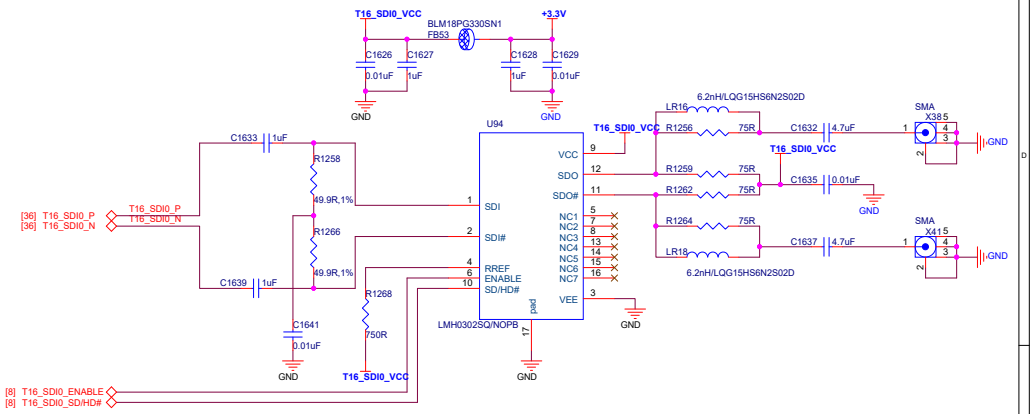 T16_SDI0_VCC
BLM18PG330SN1
FB53
+3.3V
C1626
0.01uF
C1627
1uF
C1628
1uF
C1629
0.01uF
GND
GND
6.2nH/LQG15HS6N2S02D
LR16
R1256
75R
C1632
4.7uF
SMA
X38
1
2
5
4
3
GND
U94
T16_SDI0_VCC
T16_SDI0_VCC
C1633
1uF
R1258
49.9R,1%
R1259
75R
R1262
75R
C1635
0.01uF
GND
[36] T16_SDI0_P
T16_SDI0_P
[36] T16_SDI0_N
T16_SDI0_N
R1266
49.9R,1%
C1639
1uF
1
SDI
2
SDI#
4
RREF
6
ENABLE
10
SD/HD#
VCC
9
SDO
12
SDO#
11
NC1
5
NC2
7
NC3
8
NC4
13
NC5
14
NC6
15
NC7
16
VEE
3
pad
17
LMH0302SQ/NOPB
GND
GND
R1264
75R
LR18
6.2nH/LQG15HS6N2S02D
C1637
4.7uF
SMA
X41
1
2
5
4
3
GND
R1268
750R
T16_SDI0_VCC
C1641
0.01uF
GND
[8] T16_SDI0_ENABLE
[8] T16_SDI0_SD/HD#
D